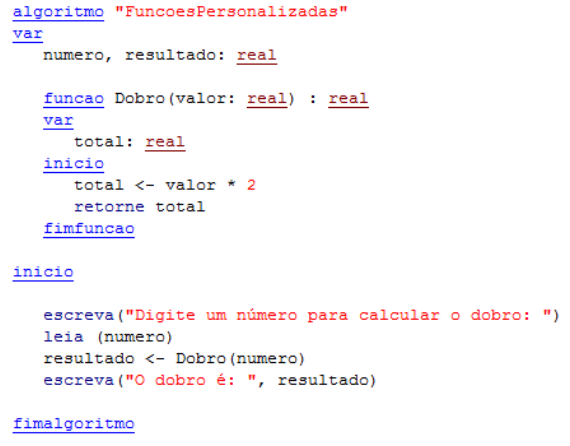 algoritmo "FuncoesPersonalizadas"
var
numero, resultado: real
funcao Dobro(valor: real) : real
var
total: real
inicio
total <- valor * 2
retorne total
fimfuncao
inicio
escreva("Digite um número para calcular o dobro: ")
leia (numero)
resultado <- Dobro(numero)
escreva("O dobro é: ", resultado)
fimalgoritmo